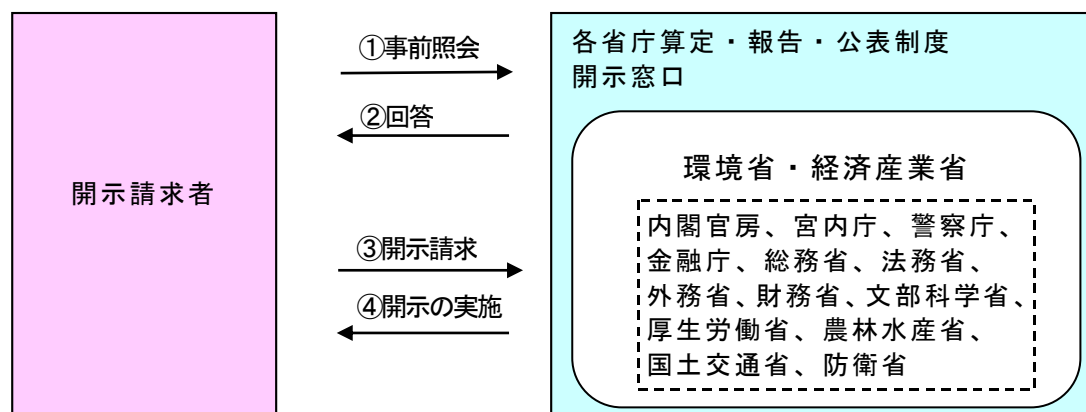 開示請求者
①事前照会
②回答
③開示請求
④開示の実施
各省庁算定・報告・公表制度
開示窓口
環境省・経済産業省
内閣官房、宮内庁、警察庁、
金融庁、総務省、法務省、
外務省、財務省、文部科学省、
厚生労働省、農林水産省、
国土交通省、防衛省